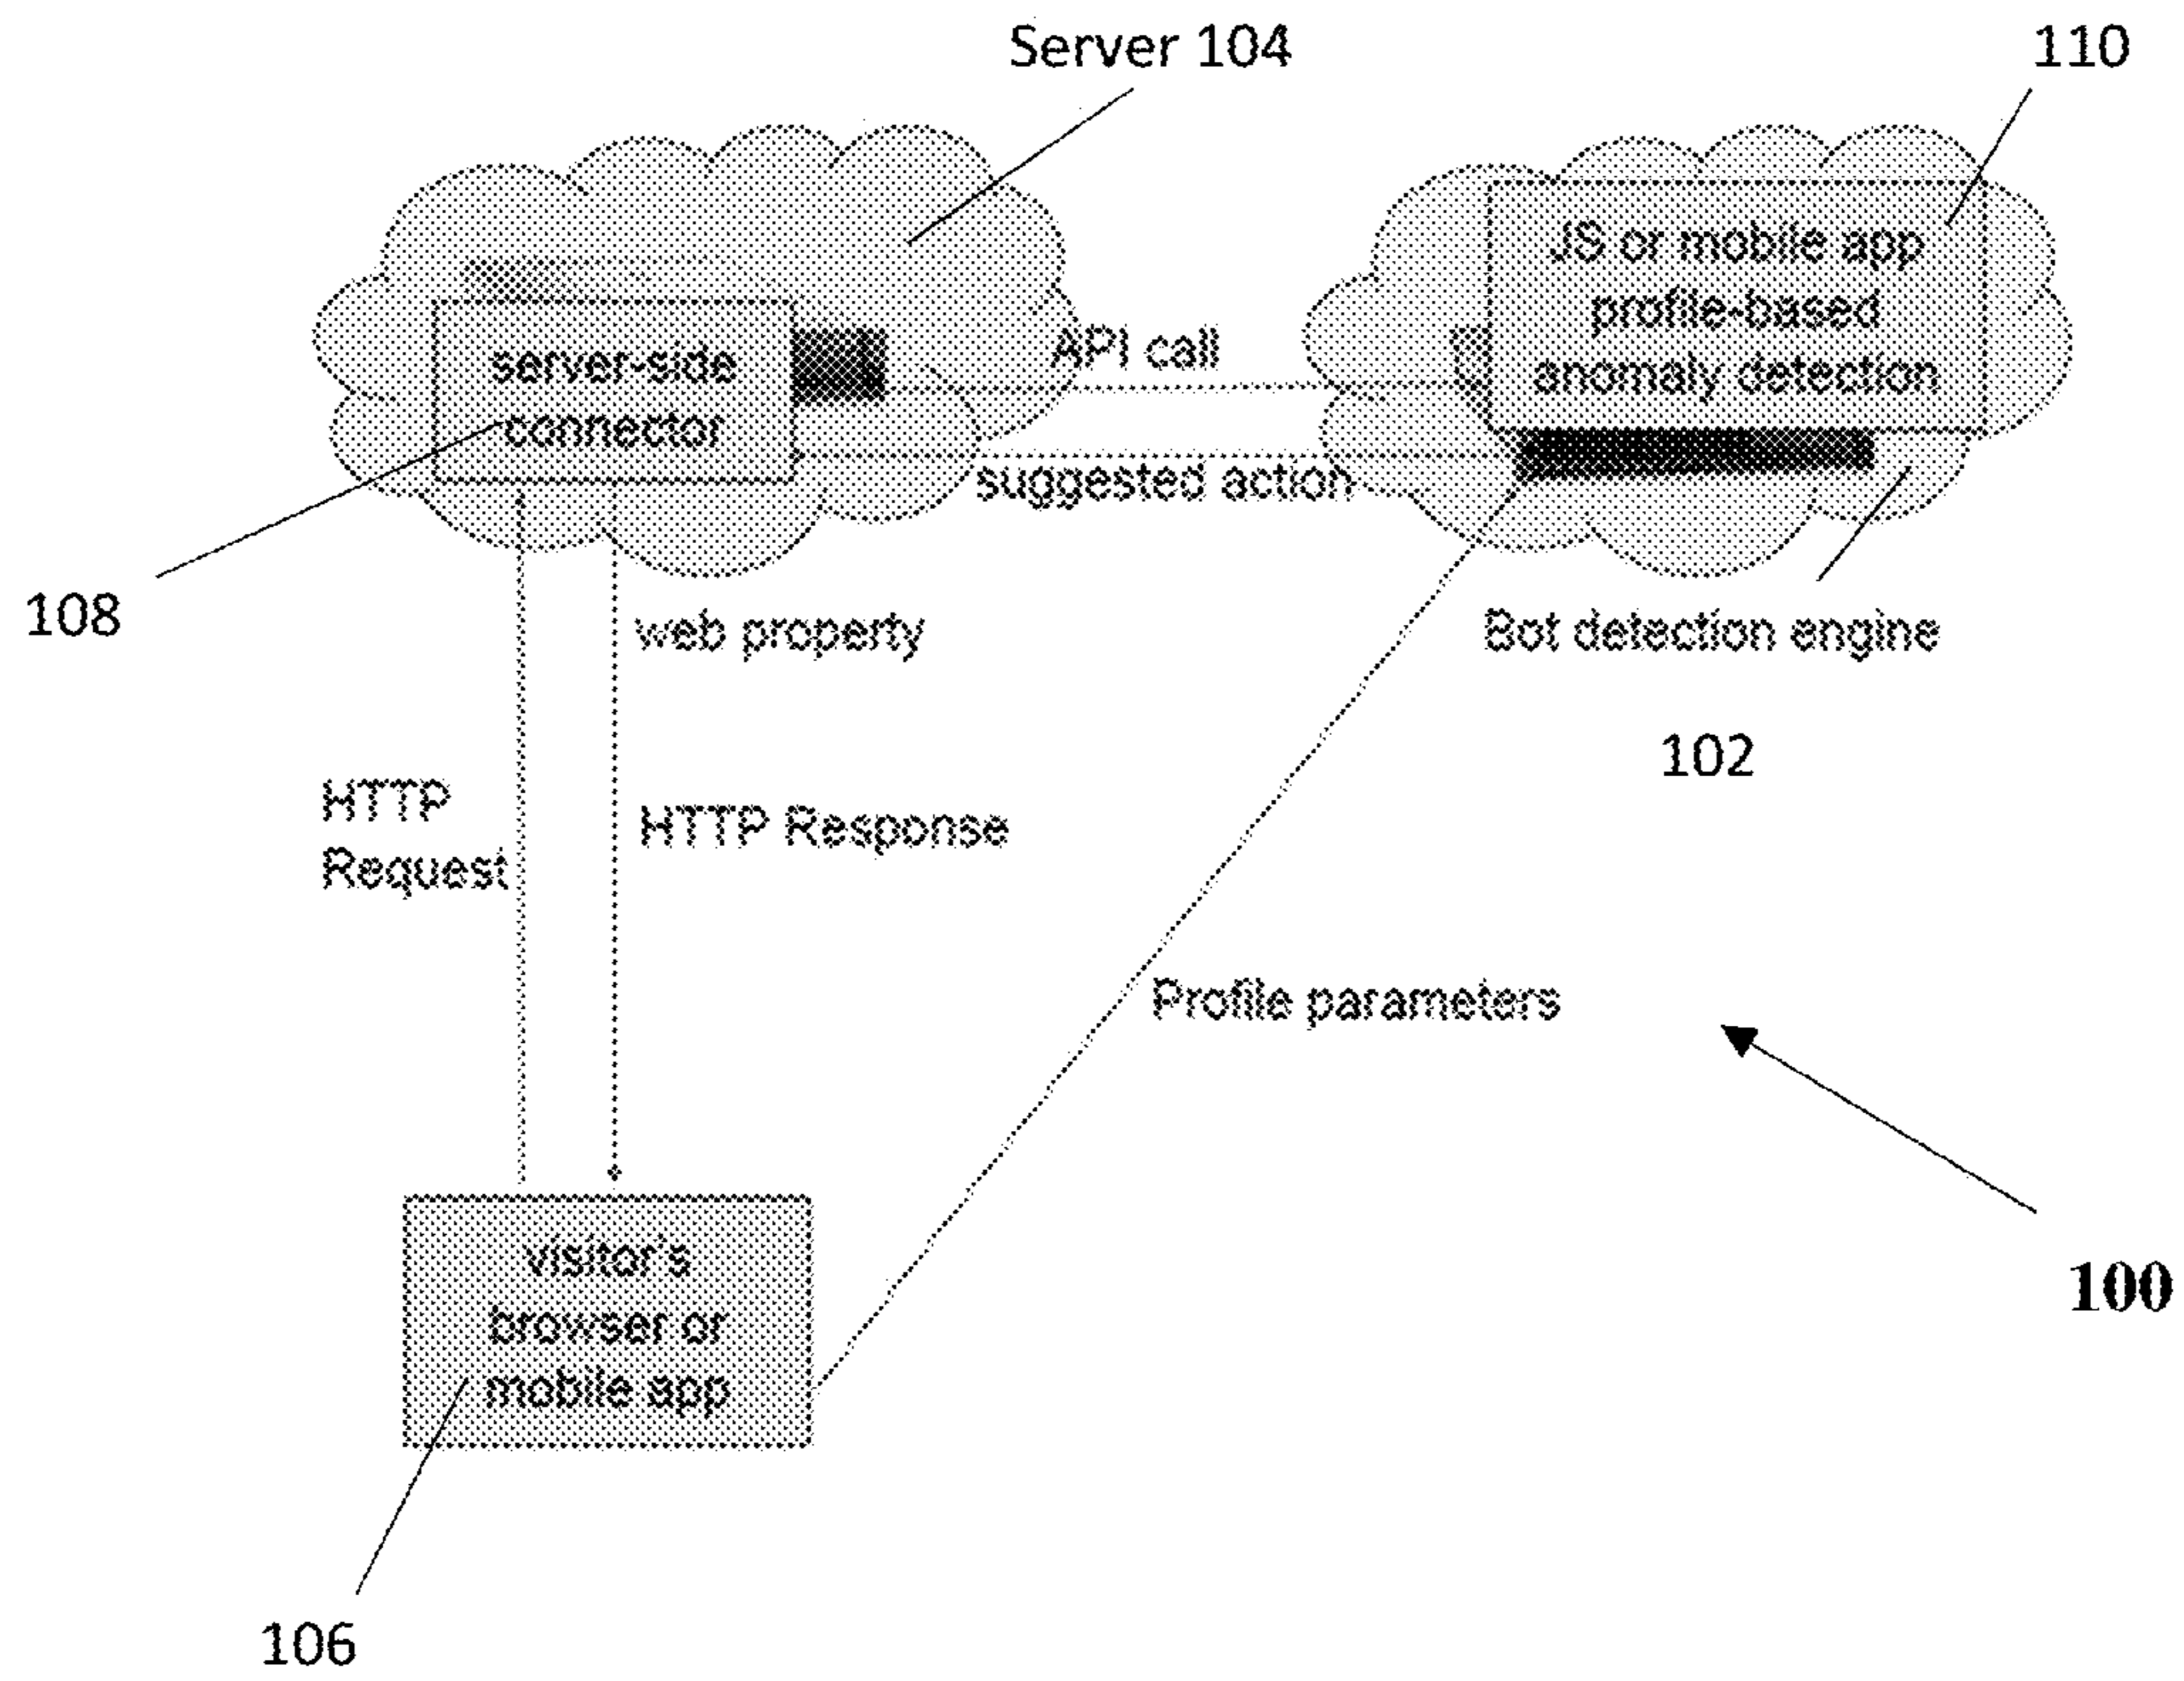 Server 104
110
JS or mobile app
profile-based
anomaly detection
server-side
connector
API call
suggested action
108
web property
Bot detection engine
102
HTTP
Request
HTTP Response
Profile parameters
visitor's
browser or
mobile app
100
106